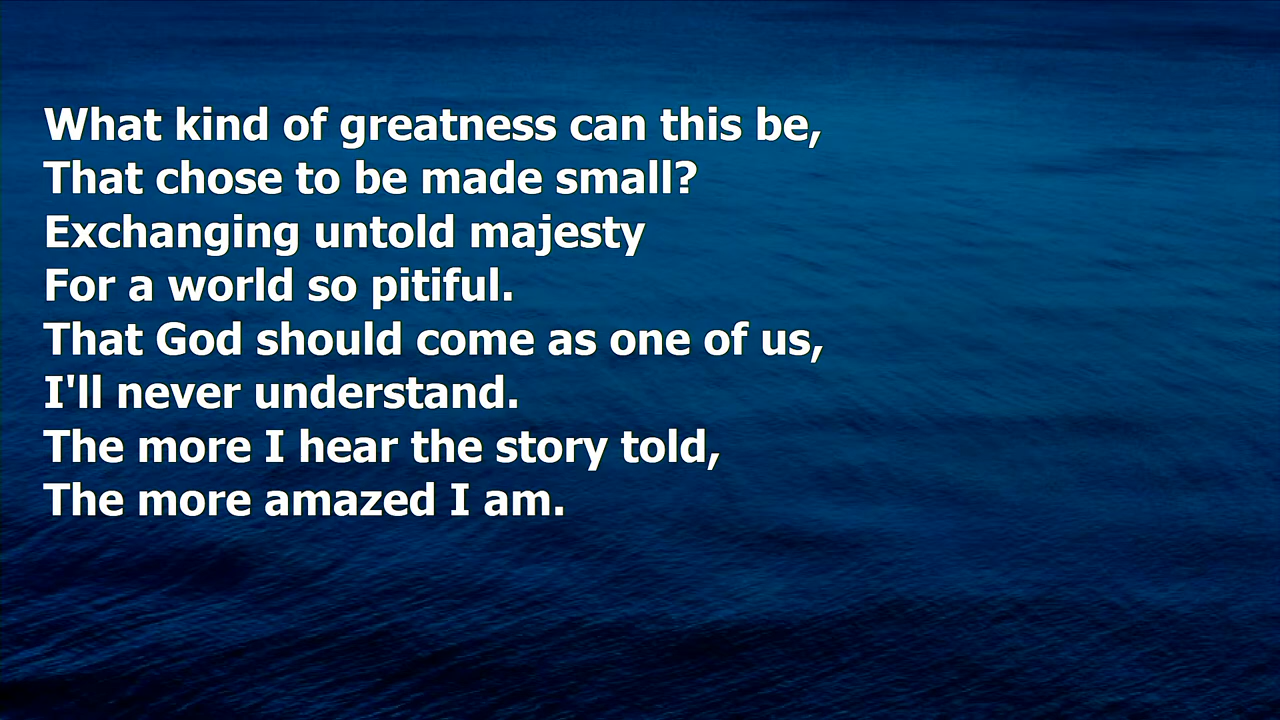 What kind of greatness can this be,
That chose to be made small?
Exchanging untold majesty
For a world so pitiful.
That God should come as one of us,
I'll never understand.
The more I hear the story told,
The more amazed I am.